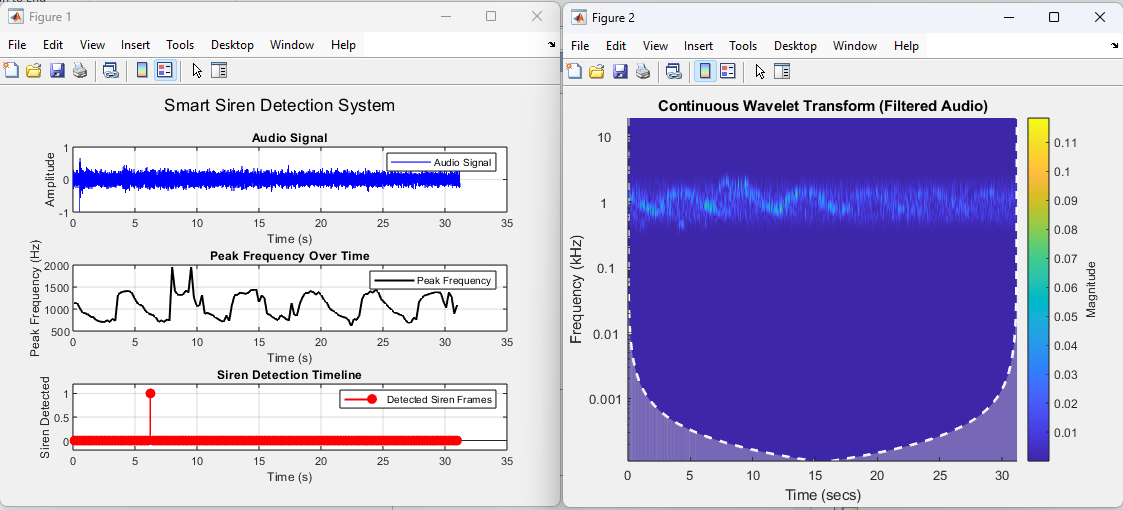 Figure 1
File Edit View Insert Tools Desktop Window Help
Smart Siren Detection System
Audio Signal
Amplitude
1
0
-1
Audio Signal
0 5 10 15 20 25 30 35
Time (s)
Peak Frequency Over Time
Peak Frequency (Hz)
2000
1500
1000
500
Peak Frequency
0 5 10 15 20 25 30 35
Time (s)
Siren Detection Timeline
Siren Detected
1
0.5
0
Detected Siren Frames
0 5 10 15 20 25 30 35
Time (s)
Figure 2
File Edit View Insert Tools Desktop Window Help
Continuous Wavelet Transform (Filtered Audio)
Frequency (kHz)
10
1
0.1
0.01
0.001
0 5 10 15 20 25 30
Time (secs)
0.11
0.1
0.09
0.08
0.07
0.06
0.05
0.04
0.03
0.02
0.01
Magnitude